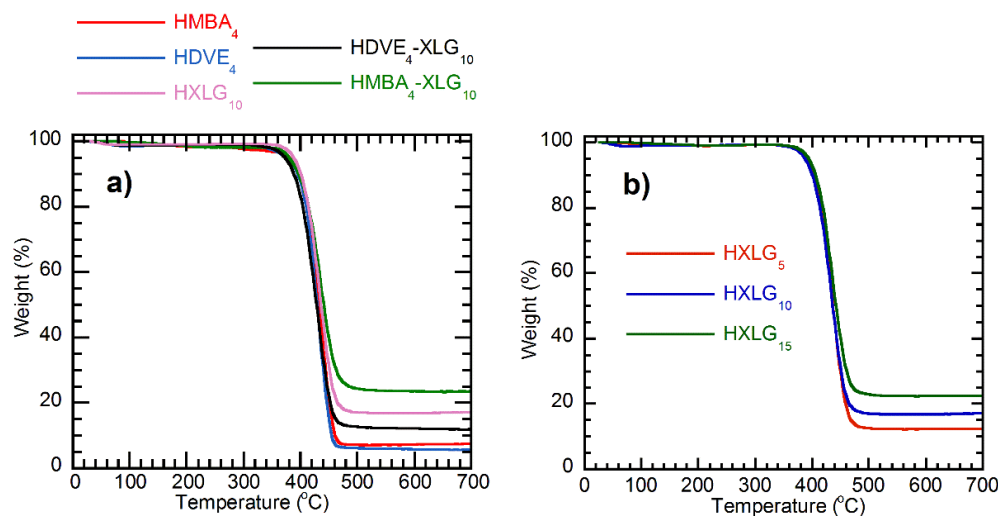 HMBA₄
HDVE₄
HXLG₁₀
HDVE₄-XLG₁₀
HMBA₄-XLG₁₀
a)
Weight (%)
100
80
60
40
20
0
0 100 200 300 400 500 600 700
Temperature (°C)
b)
Weight (%)
100
80
60
40
20
0
HXLG₅
HXLG₁₀
HXLG₁₅
0 100 200 300 400 500 600 700
Temperature (°C)